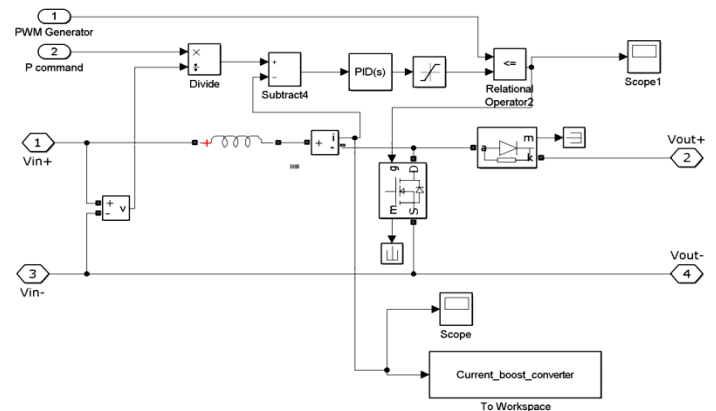 1
PWM Generator
2
P command
×
÷
Divide
+
-
Subtract4
PID(s)
<=
Relational
Operator2
Scope1
1
Vin+
+
-
i
+
-
v
g
D
m
S
a
m
k
Vout+
2
3
Vin-
Vout-
4
Scope
Current_boost_converter
To Workspace